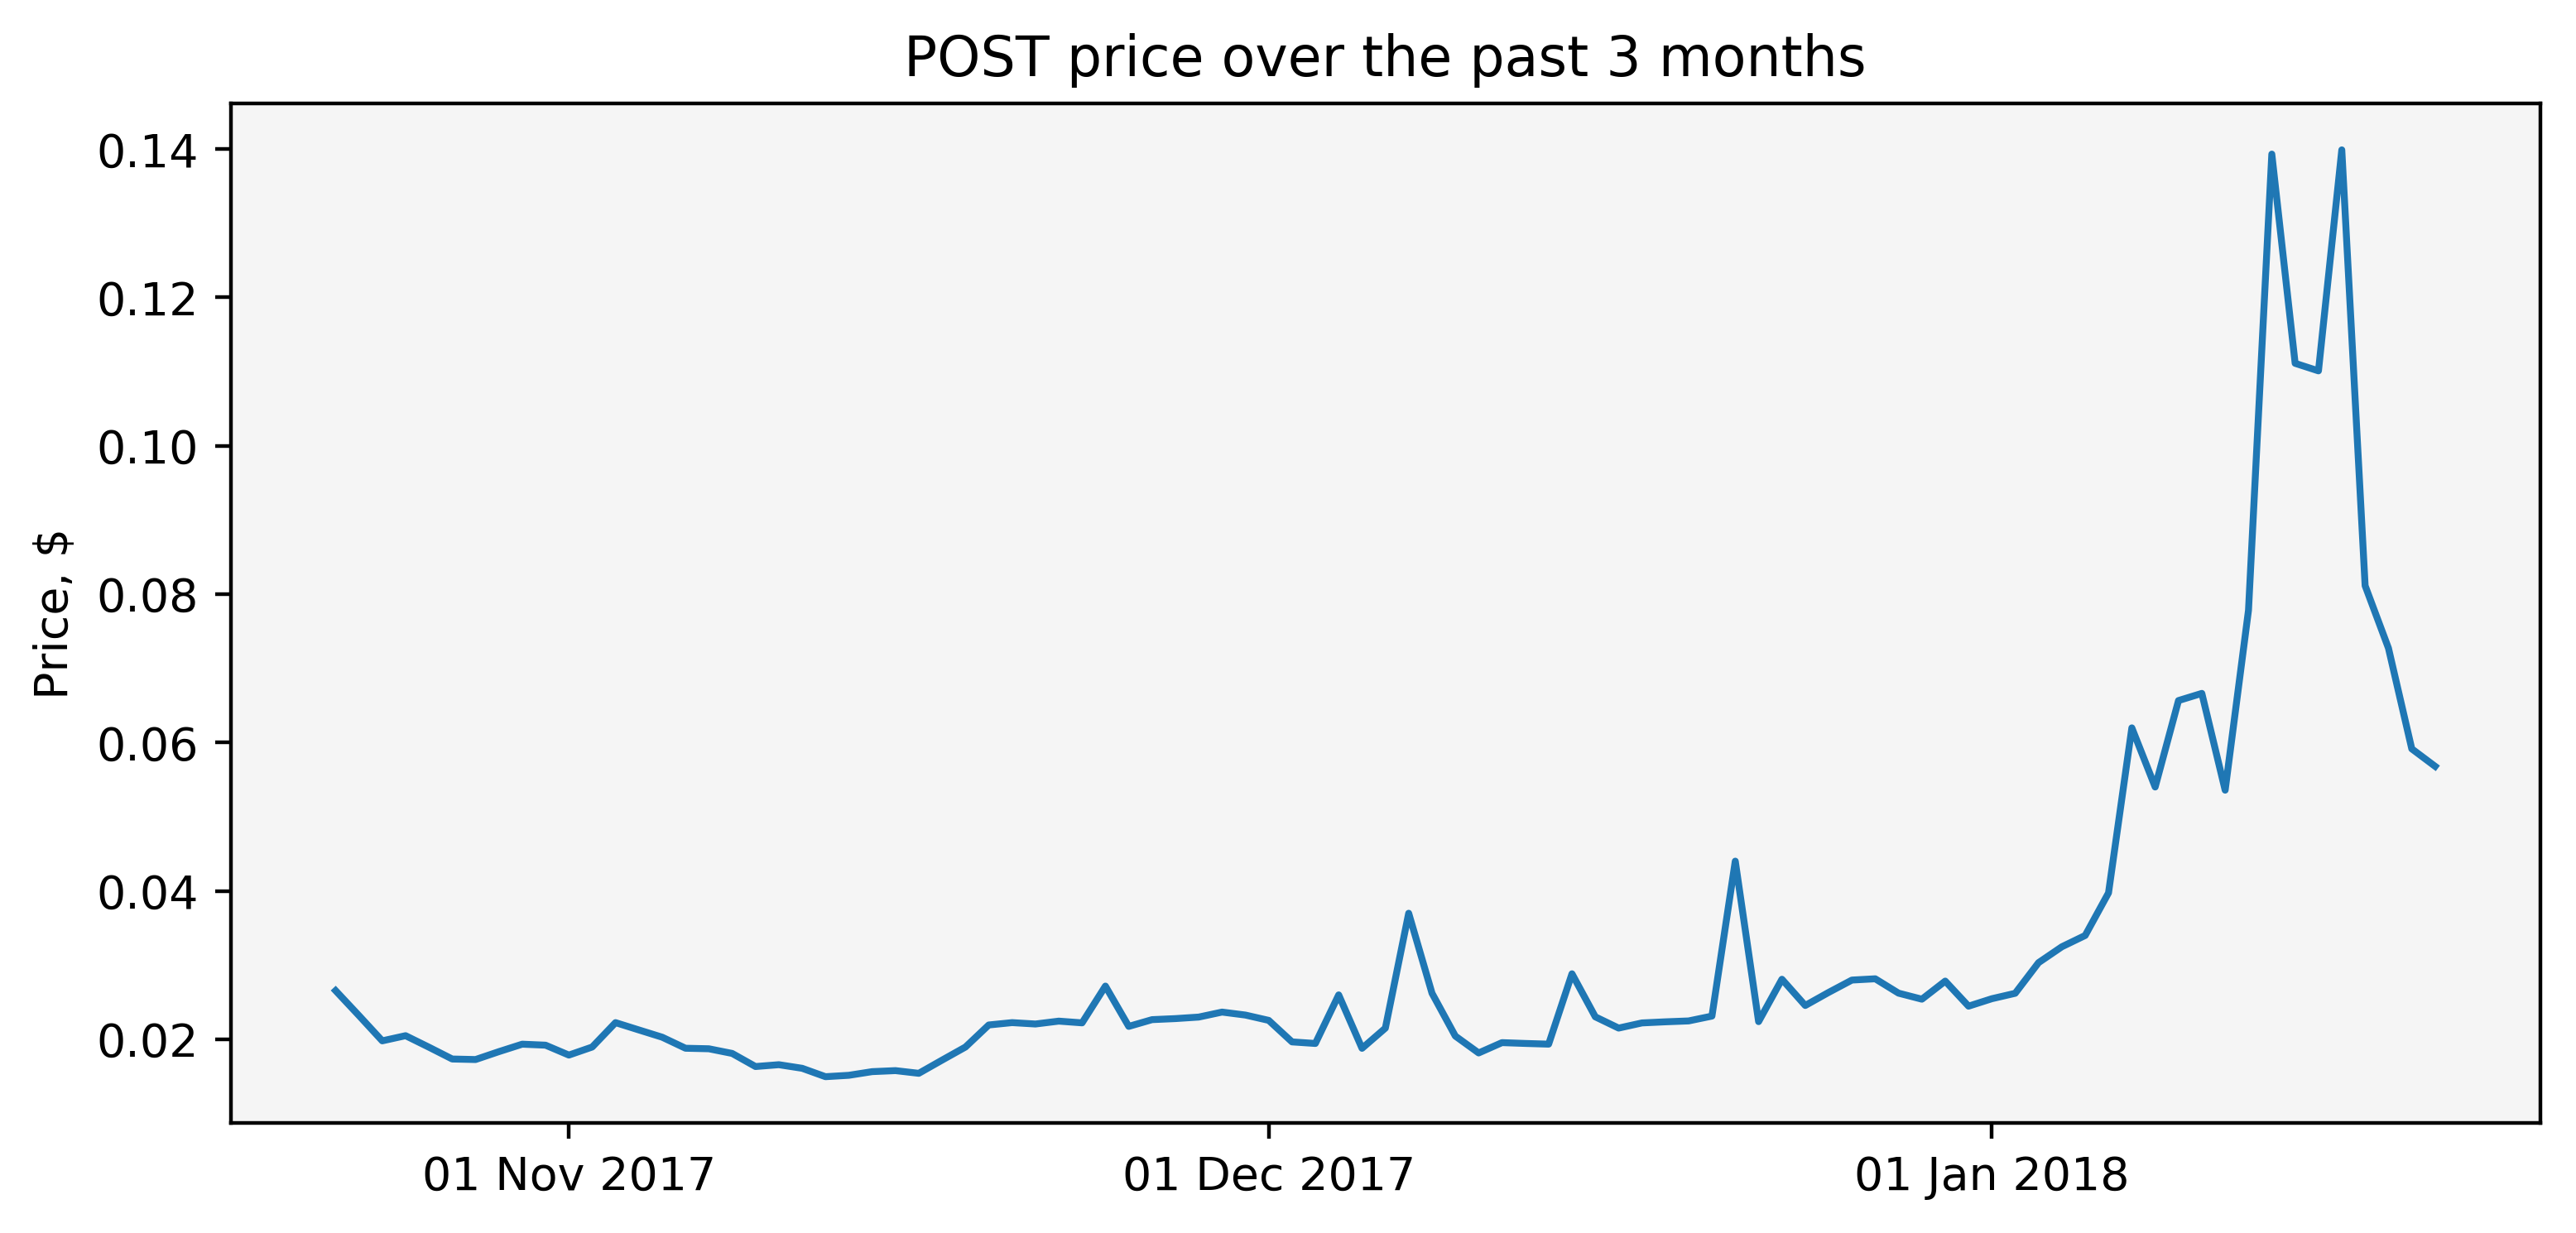 POST price over the past 3 months
Price, $
0.14
0.12
0.10
0.08
0.06
0.04
0.02
01 Nov 2017
01 Dec 2017
01 Jan 2018